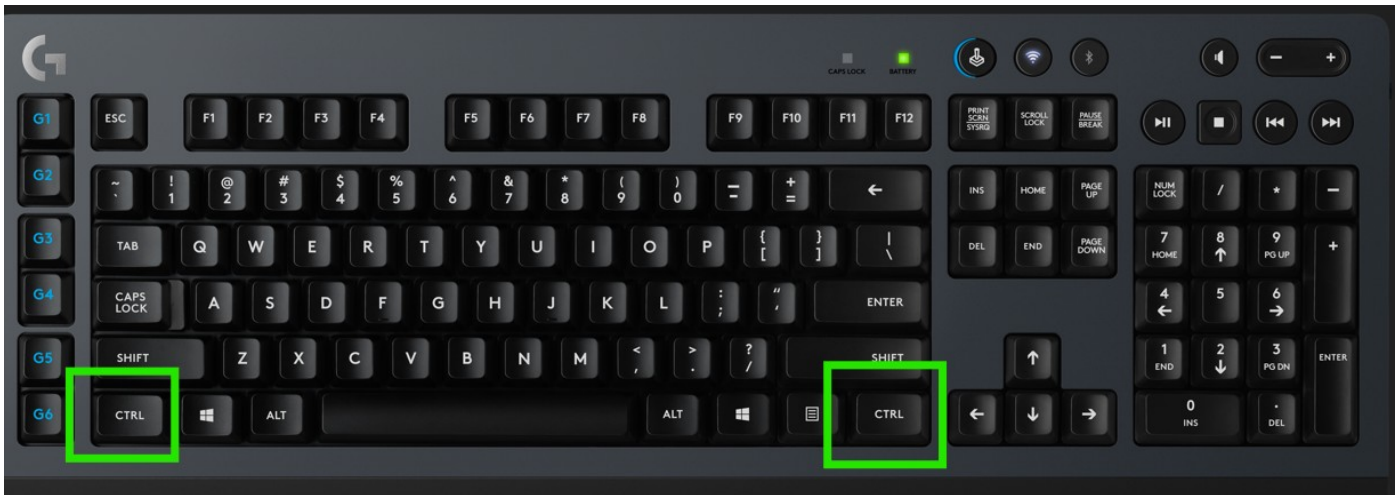 CAPS LOCK BATTERY
G1 ESC F1 F2 F3 F4 F5 F6 F7 F8 F9 F10 F11 F12 PRINT SCRN SYSRQ SCROLL LOCK PAUSE BREAK
G2 ~ ` ! 1 @ 2 # 3 $ 4 % 5 ^ 6 & 7 * 8 ( 9 ) 0 _ - + = ← INS HOME PAGE UP NUM LOCK / * -
G3 TAB Q W E R T Y U I O P { [ } ] | \ DEL END PAGE DOWN 7 HOME 8 ↑ 9 PG UP +
G4 CAPS LOCK A S D F G H J K L : ; " ' ENTER 4 ← 5 6 →
G5 SHIFT Z X C V B N M < , > . ? / SHIFT ↑ 1 END 2 ↓ 3 PG DN ENTER
G6 CTRL ALT ALT CTRL ← ↓ → 0 INS . DEL